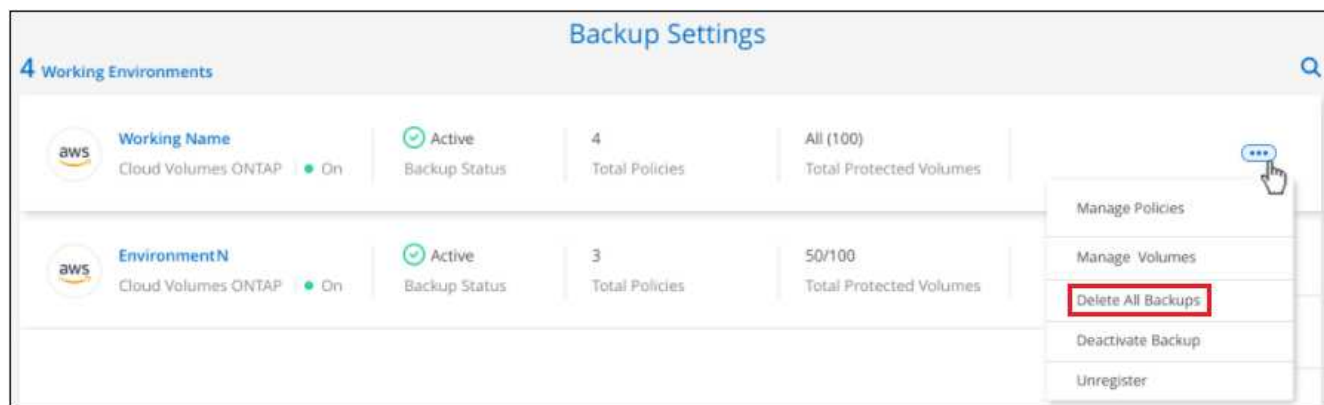 Backup Settings
4 Working Environments
aws
Working Name
Cloud Volumes ONTAP
On
Active
Backup Status
4
Total Policies
All (100)
Total Protected Volumes
aws
EnvironmentN
Cloud Volumes ONTAP
On
Active
Backup Status
3
Total Policies
50/100
Total Protected Volumes
Manage Policies
Manage Volumes
Delete All Backups
Deactivate Backup
Unregister